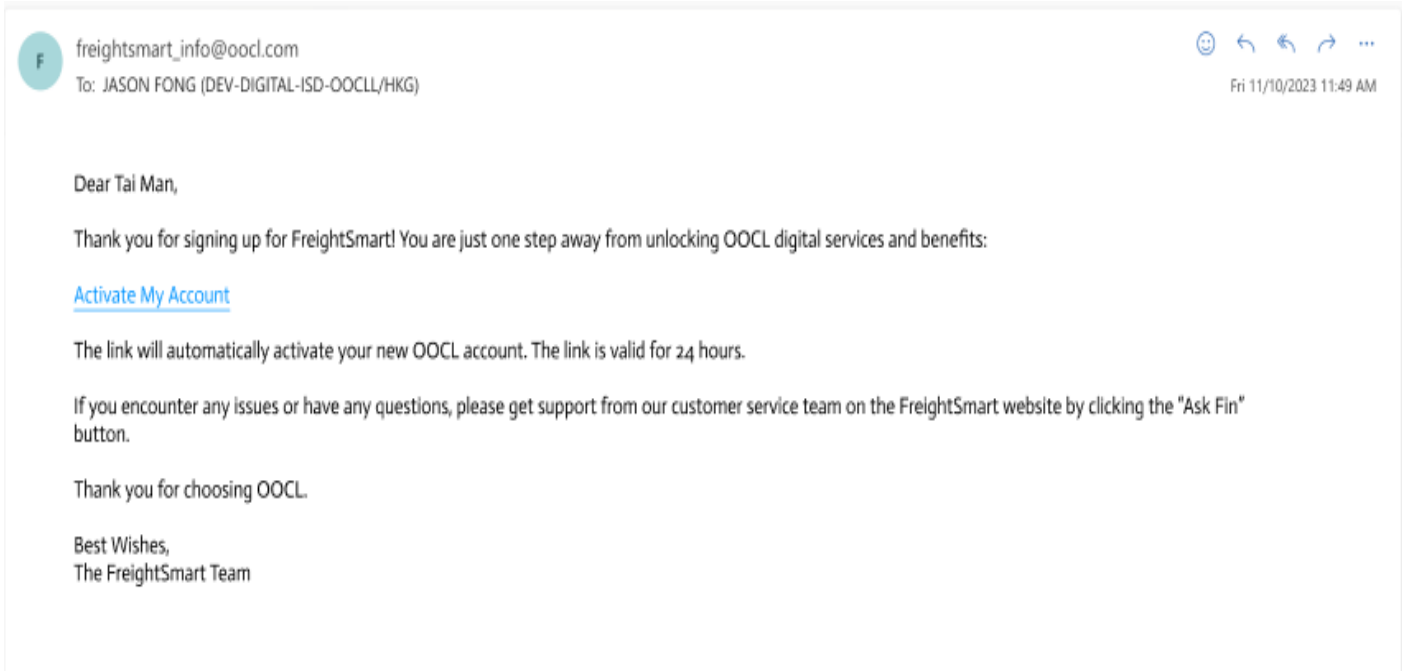 F
freightsmart_info@oocl.com
To: JASON FONG (DEV-DIGITAL-ISD-OOCLL/HKG)
Fri 11/10/2023 11:49 AM
Dear Tai Man,
Thank you for signing up for FreightSmart! You are just one step away from unlocking OOCL digital services and benefits:
Activate My Account
The link will automatically activate your new OOCL account. The link is valid for 24 hours.
If you encounter any issues or have any questions, please get support from our customer service team on the FreightSmart website by clicking the "Ask Fin"
button.
Thank you for choosing OOCL.
Best Wishes,
The FreightSmart Team